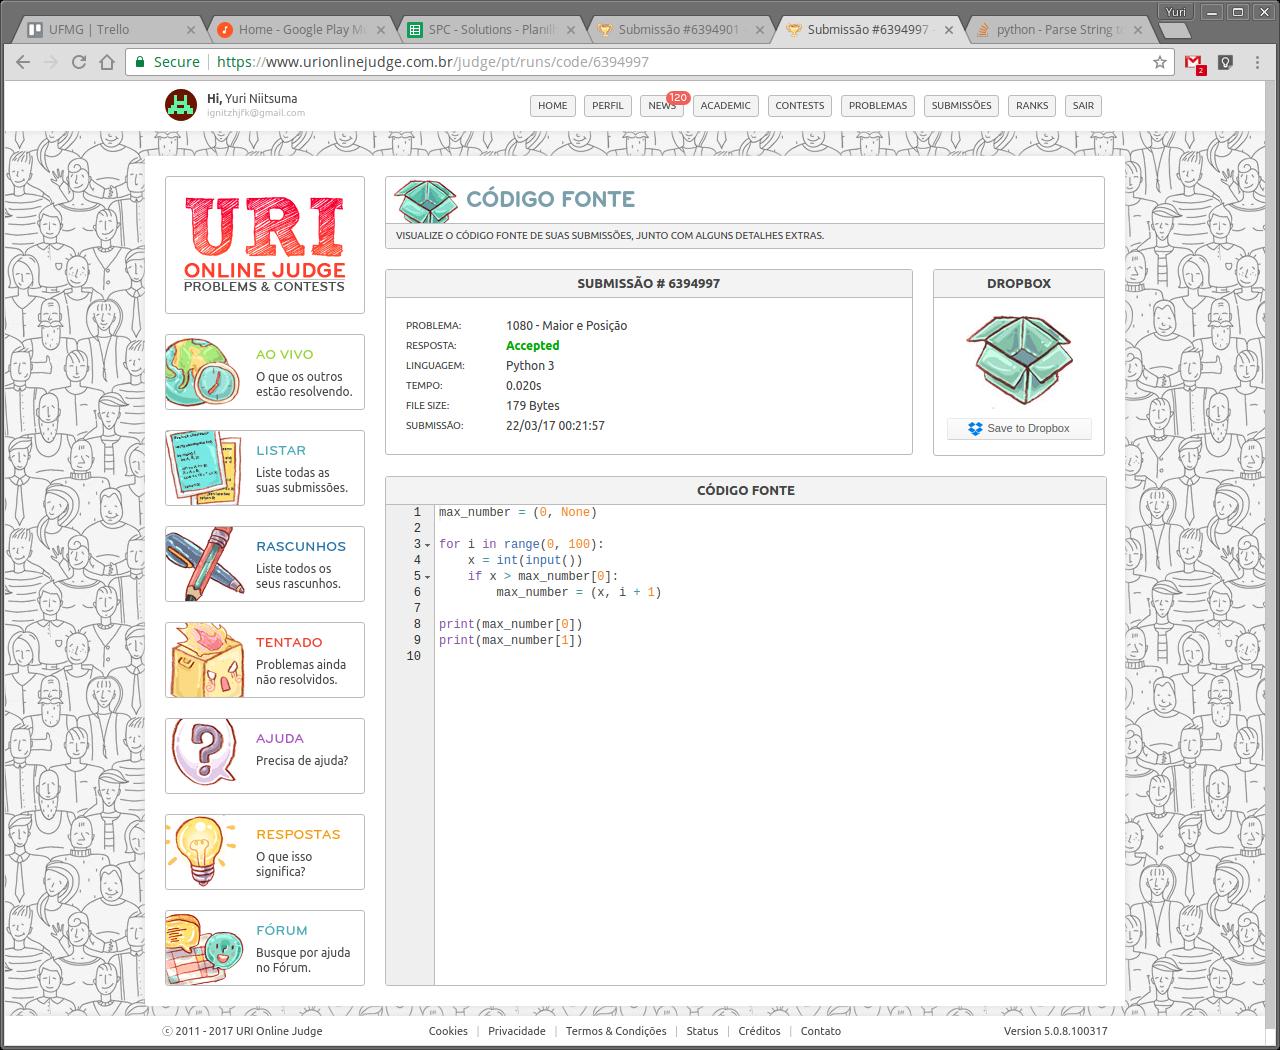 Yuri
UFMG | Trello
Home - Google Play Mu
SPC - Solutions - Planilh
Submissão #6394901 -
Submissão #6394997 -
python - Parse String to
Secure
https://www.urionlinejudge.com.br/judge/pt/runs/code/6394997
2
Hi, Yuri Niitsuma
ignitzhjfk@gmail.com
HOME
PERFIL
NEWS
120
ACADEMIC
CONTESTS
PROBLEMAS
SUBMISSÕES
RANKS
SAIR
URI
ONLINE JUDGE
PROBLEMS & CONTESTS
AO VIVO
O que os outros
estão resolvendo.
LISTAR
Liste todas as
suas submissões.
RASCUNHOS
Liste todos os
seus rascunhos.
TENTADO
Problemas ainda
não resolvidos.
AJUDA
Precisa de ajuda?
RESPOSTAS
O que isso
significa?
FÓRUM
Busque por ajuda
no Fórum.
CÓDIGO FONTE
VISUALIZE O CÓDIGO FONTE DE SUAS SUBMISSÕES, JUNTO COM ALGUNS DETALHES EXTRAS.
SUBMISSÃO # 6394997
PROBLEMA: 1080 - Maior e Posição
RESPOSTA: Accepted
LINGUAGEM: Python 3
TEMPO: 0.020s
FILE SIZE: 179 Bytes
SUBMISSÃO: 22/03/17 00:21:57
DROPBOX
Save to Dropbox
CÓDIGO FONTE
1 max_number = (0, None)
2
3 for i in range(0, 100):
4     x = int(input())
5     if x > max_number[0]:
6         max_number = (x, i + 1)
7
8 print(max_number[0])
9 print(max_number[1])
10
© 2011 - 2017 URI Online Judge
Cookies | Privacidade | Termos & Condições | Status | Créditos | Contato
Version 5.0.8.100317